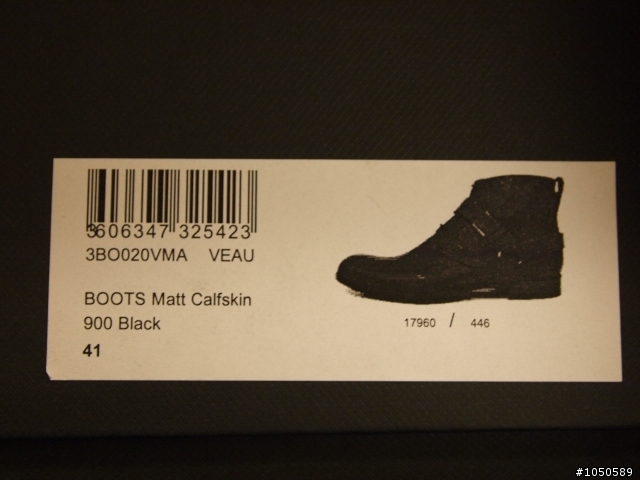 3606347 325423
3BO020VMA VEAU
BOOTS Matt Calfskin
900 Black
41
17960 / 446
#1050589